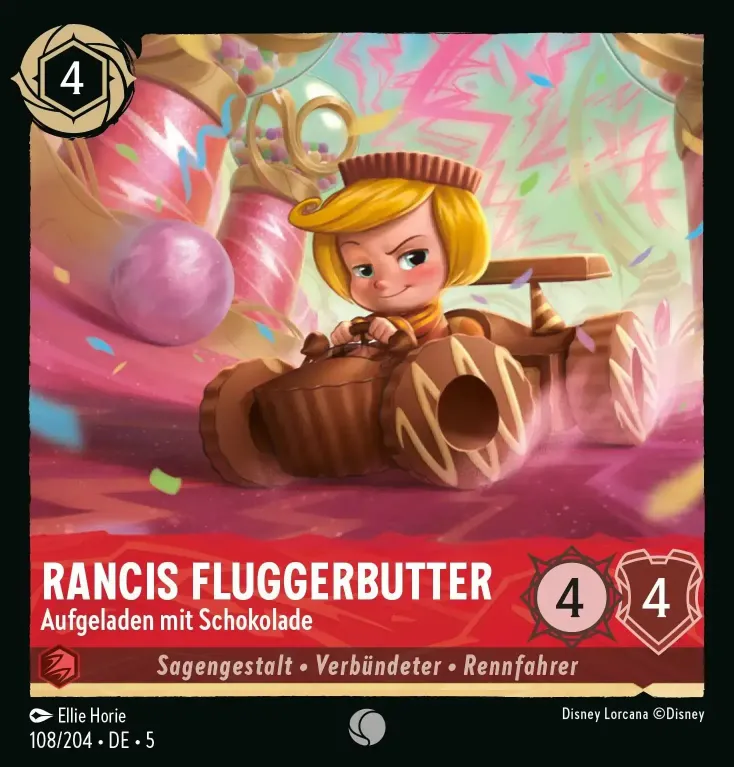 4
RANCIS FLUGGERBUTTER
Aufgeladen mit Schokolade
4 4
Sagengestalt • Verbündeter • Rennfahrer
Ellie Horie
Disney Lorcana ©Disney
108/204 • DE • 5